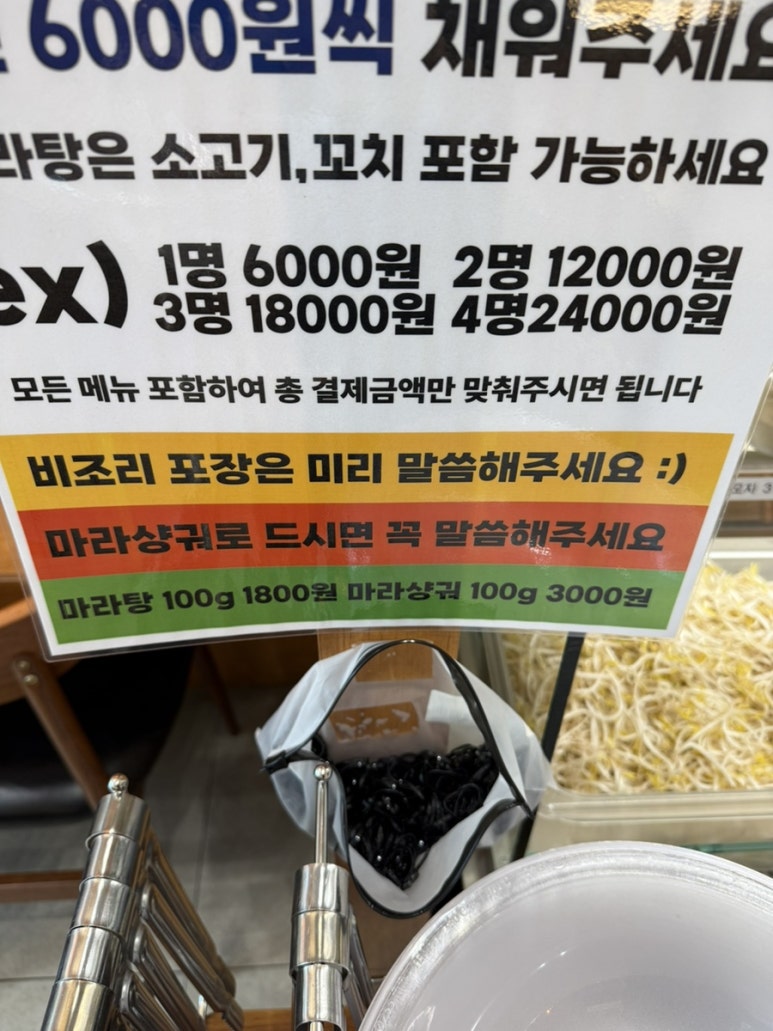 6000원씩 채워주세요
라탕은 소고기,꼬치 포함 가능하세요
ex) 1명 6000원 2명 12000원
3명 18000원 4명24000원
모든 메뉴 포함하여 총 결제금액만 맞춰주시면 됩니다
비조리 포장은 미리 말씀해주세요 :)
마라샹궈로 드시면 꼭 말씀해주세요
마라탕 100g 1800원 마라샹궈 100g 3000원